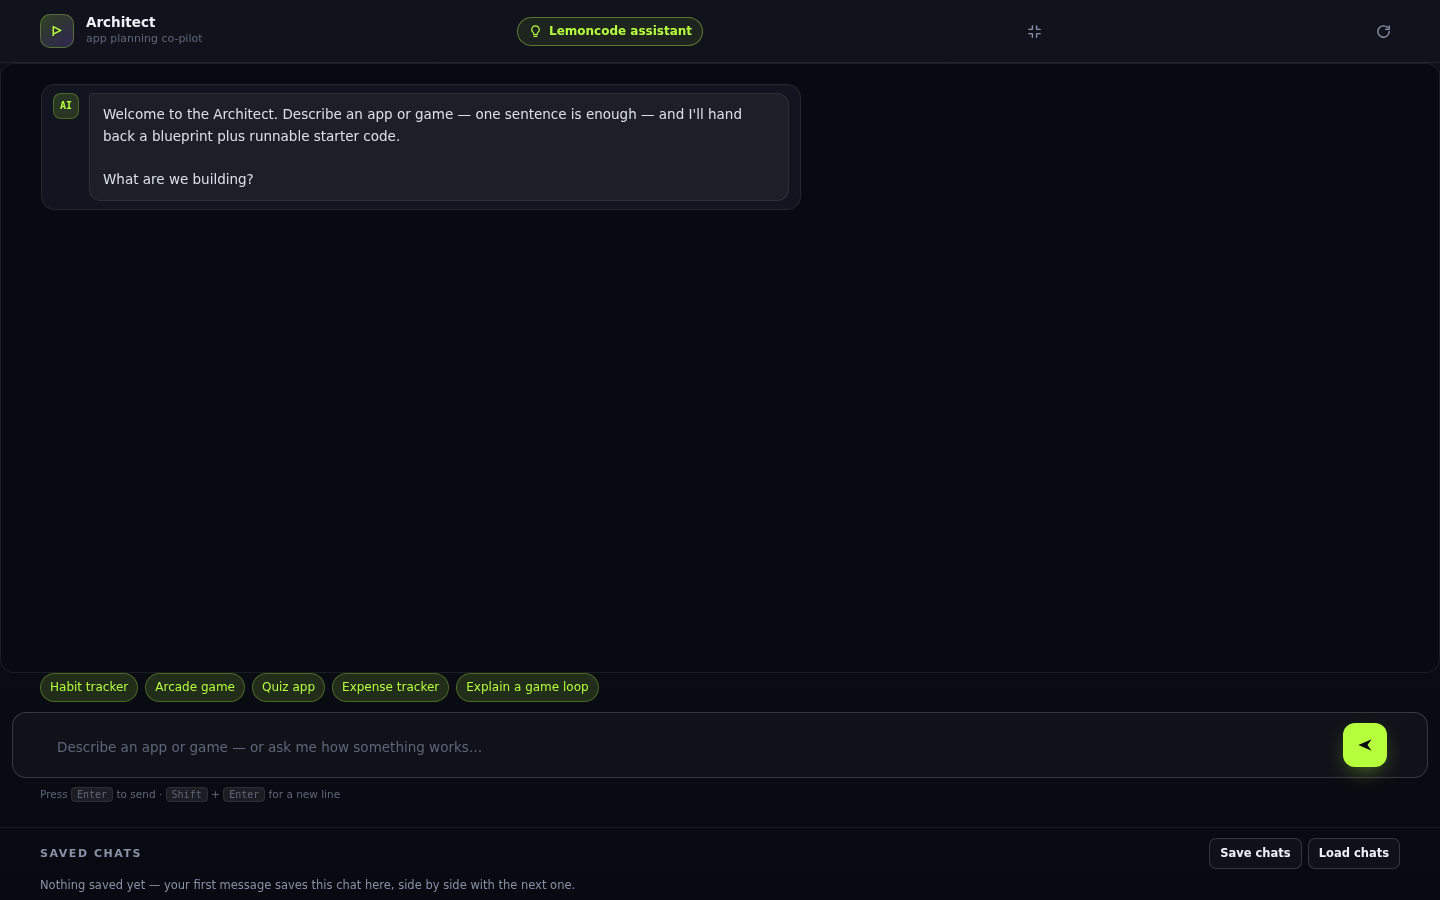 Architect
app planning co-pilot
Lemoncode assistant
AI
Welcome to the Architect. Describe an app or game — one sentence is enough — and I'll hand
back a blueprint plus runnable starter code.
What are we building?
Habit tracker
Arcade game
Quiz app
Expense tracker
Explain a game loop
Describe an app or game — or ask me how something works…
Press Enter to send · Shift + Enter for a new line
SAVED CHATS
Save chats
Load chats
Nothing saved yet — your first message saves this chat here, side by side with the next one.